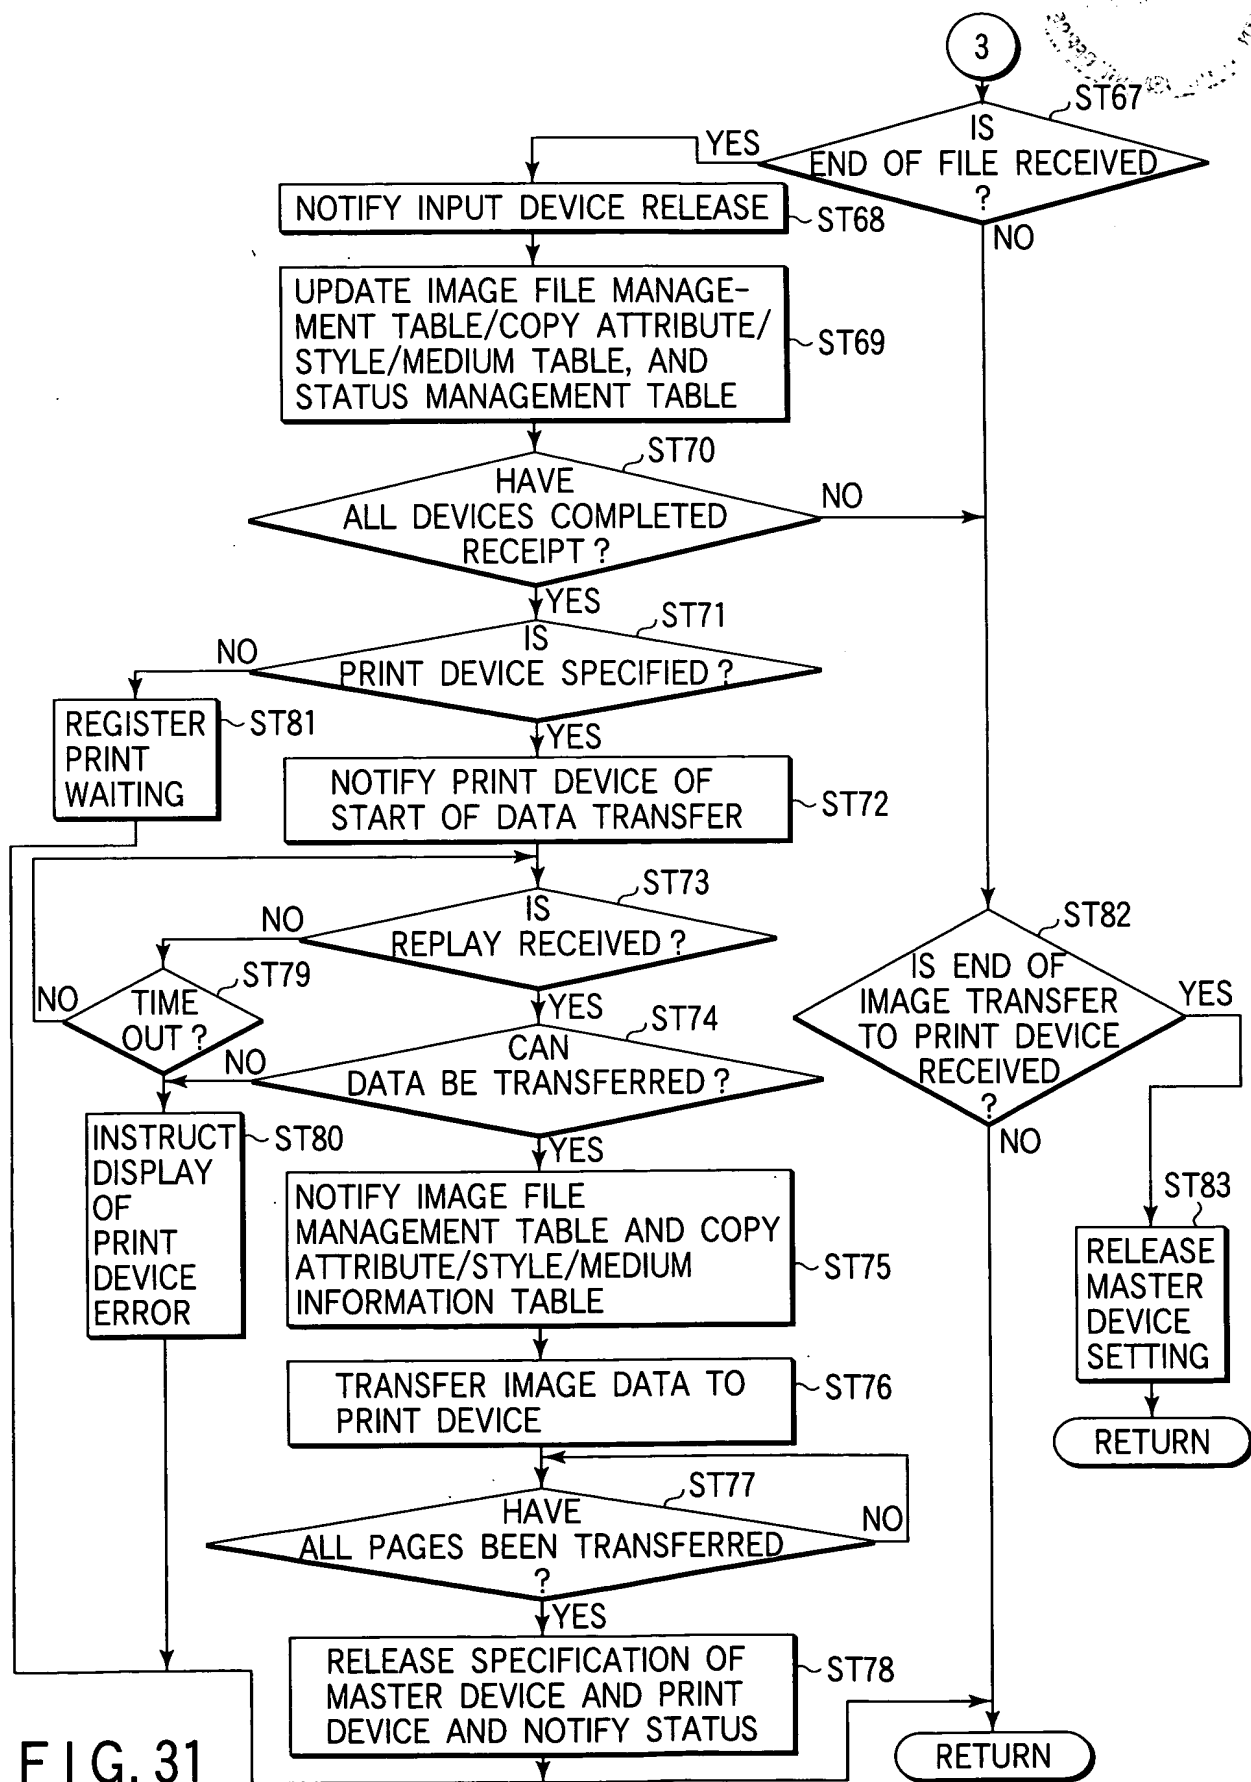 3
ST67
IS
END OF FILE RECEIVED
?
YES
NO
NOTIFY INPUT DEVICE RELEASE
ST68
UPDATE IMAGE FILE MANAGE-
MENT TABLE/COPY ATTRIBUTE/
STYLE/MEDIUM TABLE, AND
STATUS MANAGEMENT TABLE
ST69
ST70
HAVE
ALL DEVICES COMPLETED
RECEIPT ?
NO
YES
ST71
IS
PRINT DEVICE SPECIFIED ?
NO
YES
REGISTER
PRINT
WAITING
ST81
NOTIFY PRINT DEVICE OF
START OF DATA TRANSFER
ST72
ST73
IS
REPLAY RECEIVED ?
NO
YES
ST79
TIME
OUT ?
NO
ST74
CAN
DATA BE TRANSFERRED ?
NO
YES
ST82
IS END OF
IMAGE TRANSFER
TO PRINT DEVICE
RECEIVED
?
YES
NO
INSTRUCT
DISPLAY
OF
PRINT
DEVICE
ERROR
ST80
NOTIFY IMAGE FILE
MANAGEMENT TABLE AND COPY
ATTRIBUTE/STYLE/MEDIUM
INFORMATION TABLE
ST75
ST83
RELEASE
MASTER
DEVICE
SETTING
RETURN
TRANSFER IMAGE DATA TO
PRINT DEVICE
ST76
ST77
HAVE
ALL PAGES BEEN TRANSFERRED
?
NO
YES
RELEASE SPECIFICATION OF
MASTER DEVICE AND PRINT
DEVICE AND NOTIFY STATUS
ST78
RETURN
FIG. 31